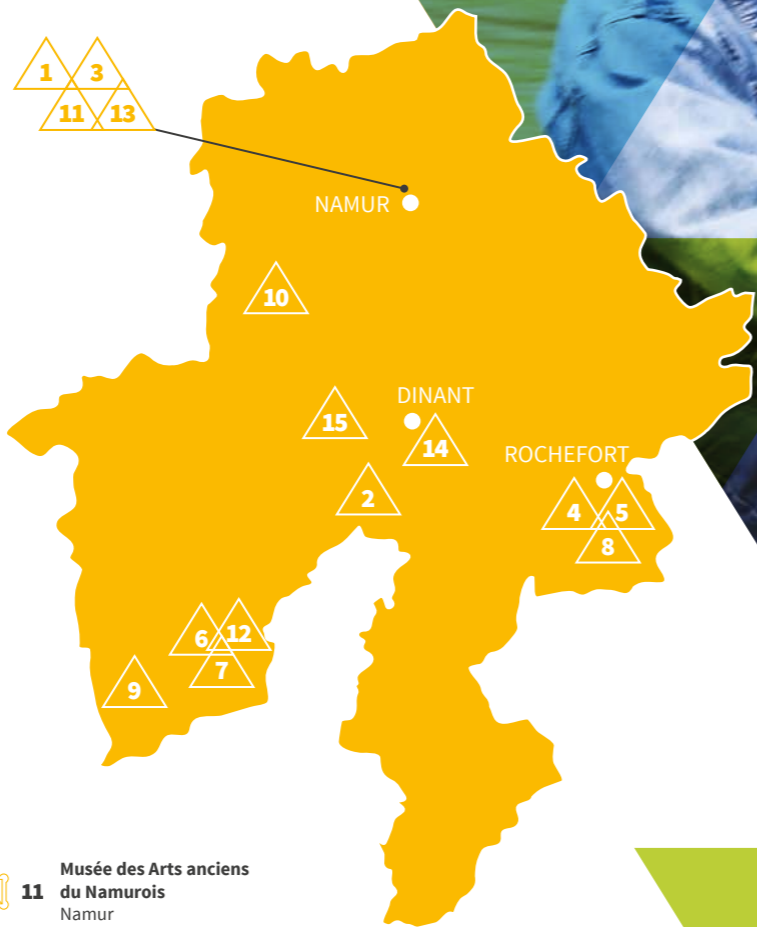 1 3
11 13
NAMUR
10
DINANT
15
14
ROCHEFORT
2
4 5
8
6 12
7
9
11 Musée des Arts anciens
du Namurois
Namur